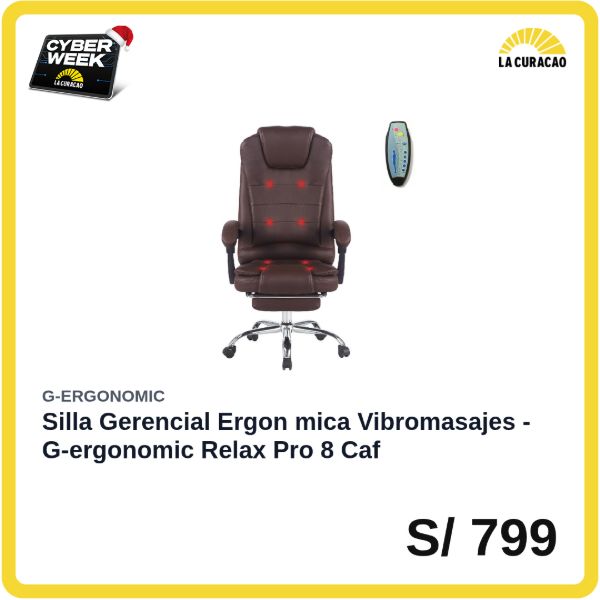 CYBER
WEEK
LA CURACAO
LA CURACAO
G-ERGONOMIC
Silla Gerencial Ergon mica Vibromasajes -
G-ergonomic Relax Pro 8 Caf
S/ 799